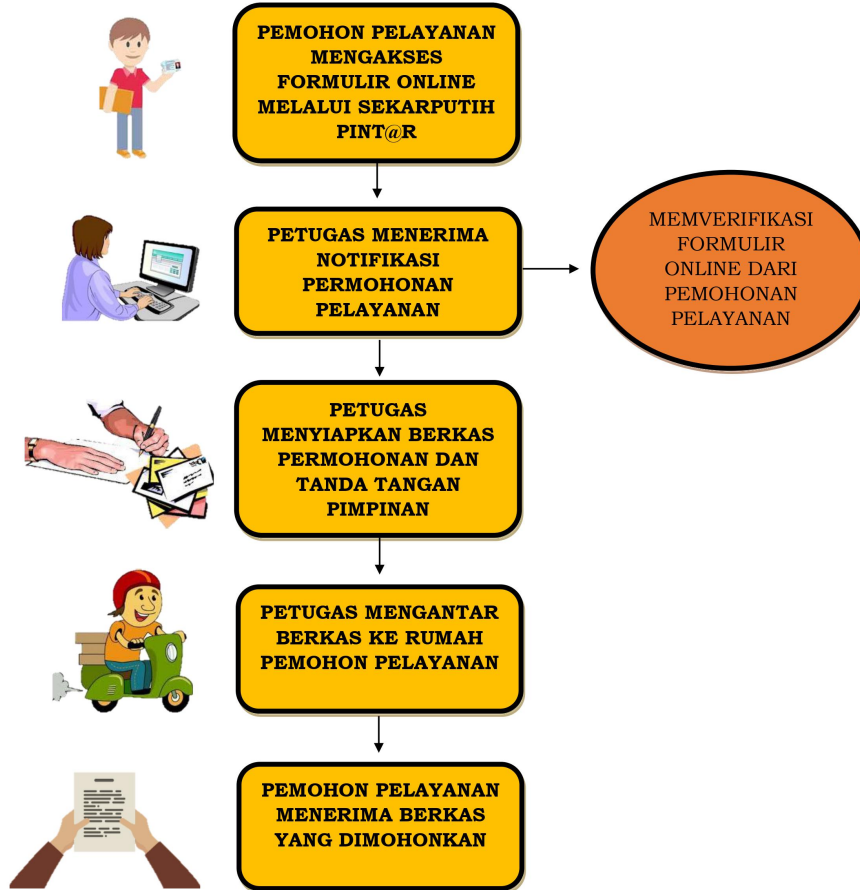 PEMOHON PELAYANAN
MENGAKSES
FORMULIR ONLINE
MELALUI SEKARPUTIH
PINT@R
PETUGAS MENERIMA
NOTIFIKASI
PERMOHONAN
PELAYANAN
MEMVERIFIKASI
FORMULIR
ONLINE DARI
PEMOHONAN
PELAYANAN
PETUGAS
MENYIAPKAN BERKAS
PERMOHONAN DAN
TANDA TANGAN
PIMPINAN
PETUGAS MENGANTAR
BERKAS KE RUMAH
PEMOHON PELAYANAN
PEMOHON PELAYANAN
MENERIMA BERKAS
YANG DIMOHONKAN